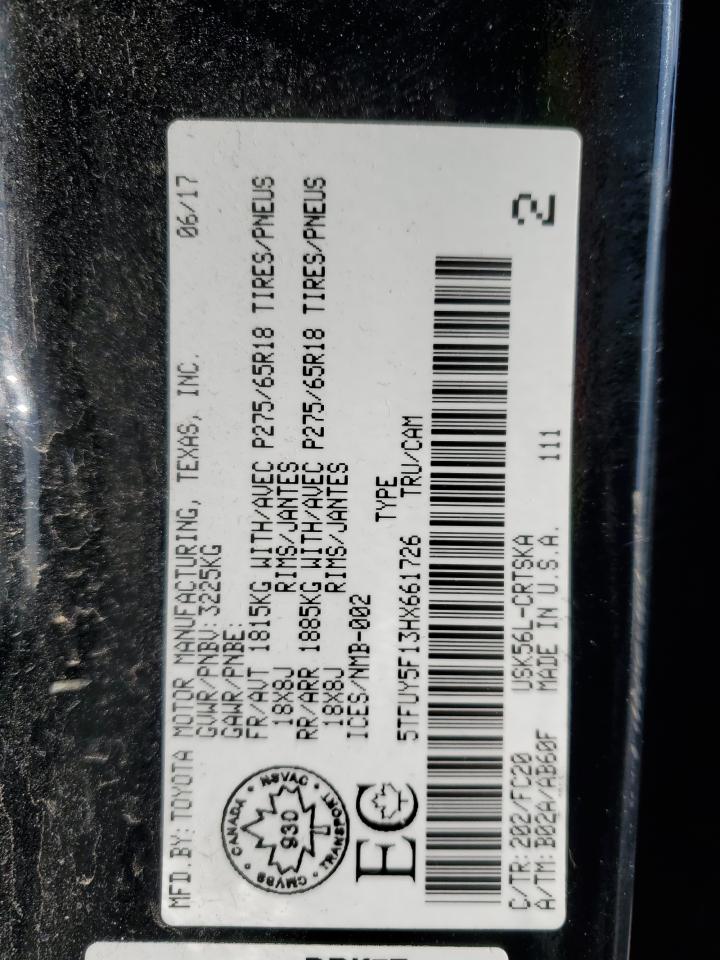 MFD.BY: TOYOTA MOTOR MANUFACTURING, TEXAS, INC. 06/17
GVWR/PNBV: 3225KG
GAWR/PNBE:
FR/AVT 1815KG WITH/AVEC P275/65R18 TIRES/PNEUS
18X8J RIMS/JANTES
RR/ARR 1885KG WITH/AVEC P275/65R18 TIRES/PNEUS
18X8J RIMS/JANTES
ICES/NMB-002
CANADA · NSVAC · TRANSPORT · CMVSS
930
EC
TYPE
5TFUY5F13HX661726 TRU/CAM
2
C/TR: 202/FC20 USK56L-CRTSKA 111
A/TM: B02A/AB60F MADE IN U.S.A.